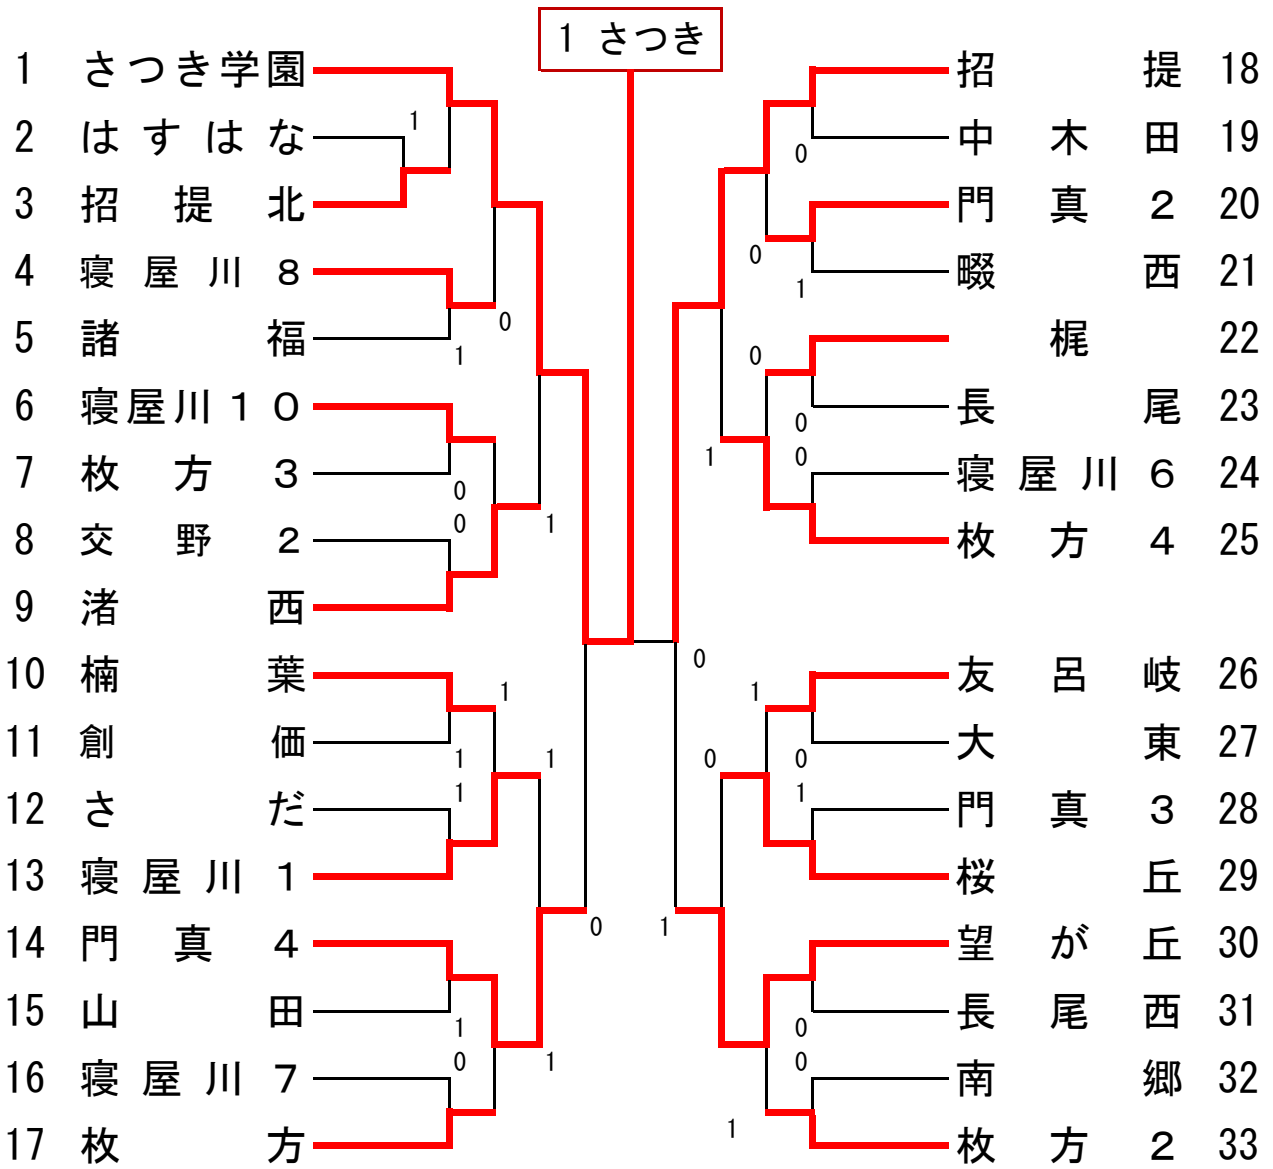 1 さつき
1 さつき学園
2 はすはな
3 招提北
4 寝屋川８
5 諸福
6 寝屋川１０
7 枚方３
8 交野２
9 渚西
10 楠葉
11 創価
12 さだ
13 寝屋川１
14 門真４
15 山田
16 寝屋川７
17 枚方
1
0
1
0
0
1
1
1
1
1
0
1
0
1
招提 18
中木田 19
門真２ 20
畷西 21
梶 22
長尾 23
寝屋川６ 24
枚方４ 25
友呂岐 26
大東 27
門真３ 28
桜丘 29
望が丘 30
長尾西 31
南郷 32
枚方２ 33
0
0
1
0
0
1
0
0
1
0
0
1
1
0
0
1